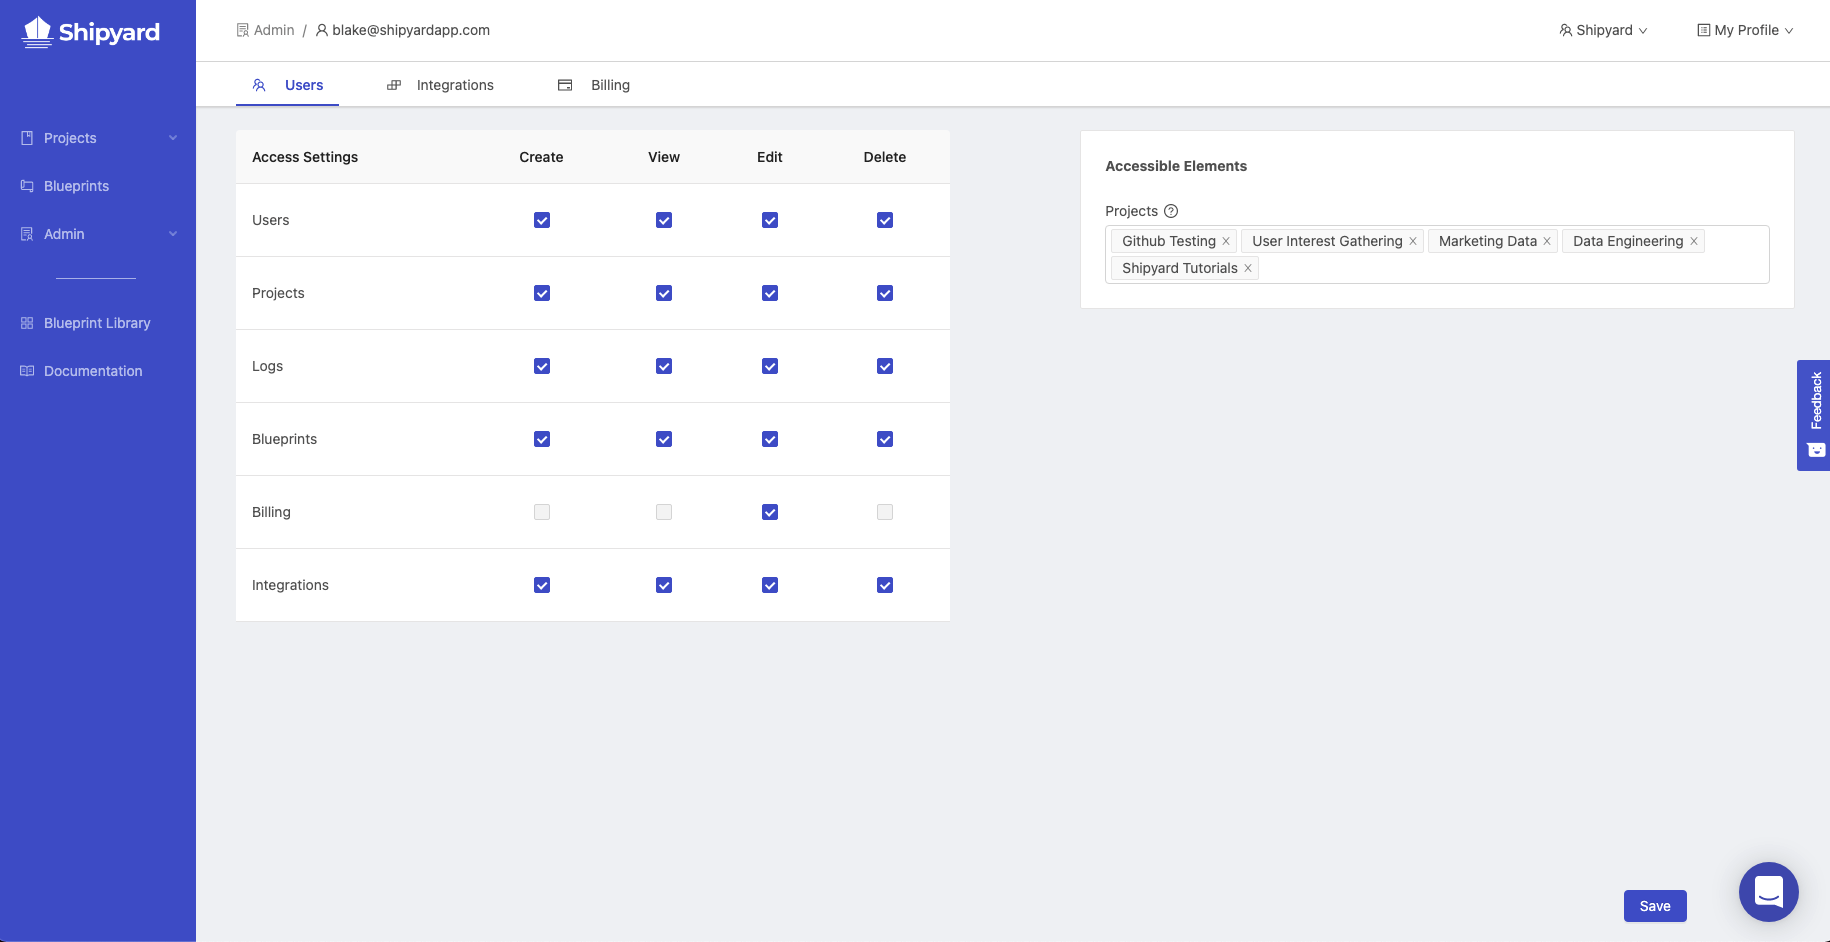 Shipyard
Admin / blake@shipyardapp.com
Shipyard
My Profile
Users
Integrations
Billing
Projects
Blueprints
Admin
Blueprint Library
Documentation
Access Settings Create View Edit Delete
Users
Projects
Logs
Blueprints
Billing
Integrations
Accessible Elements
Projects ?
Github Testing × User Interest Gathering × Marketing Data × Data Engineering ×
Shipyard Tutorials ×
Feedback
Save